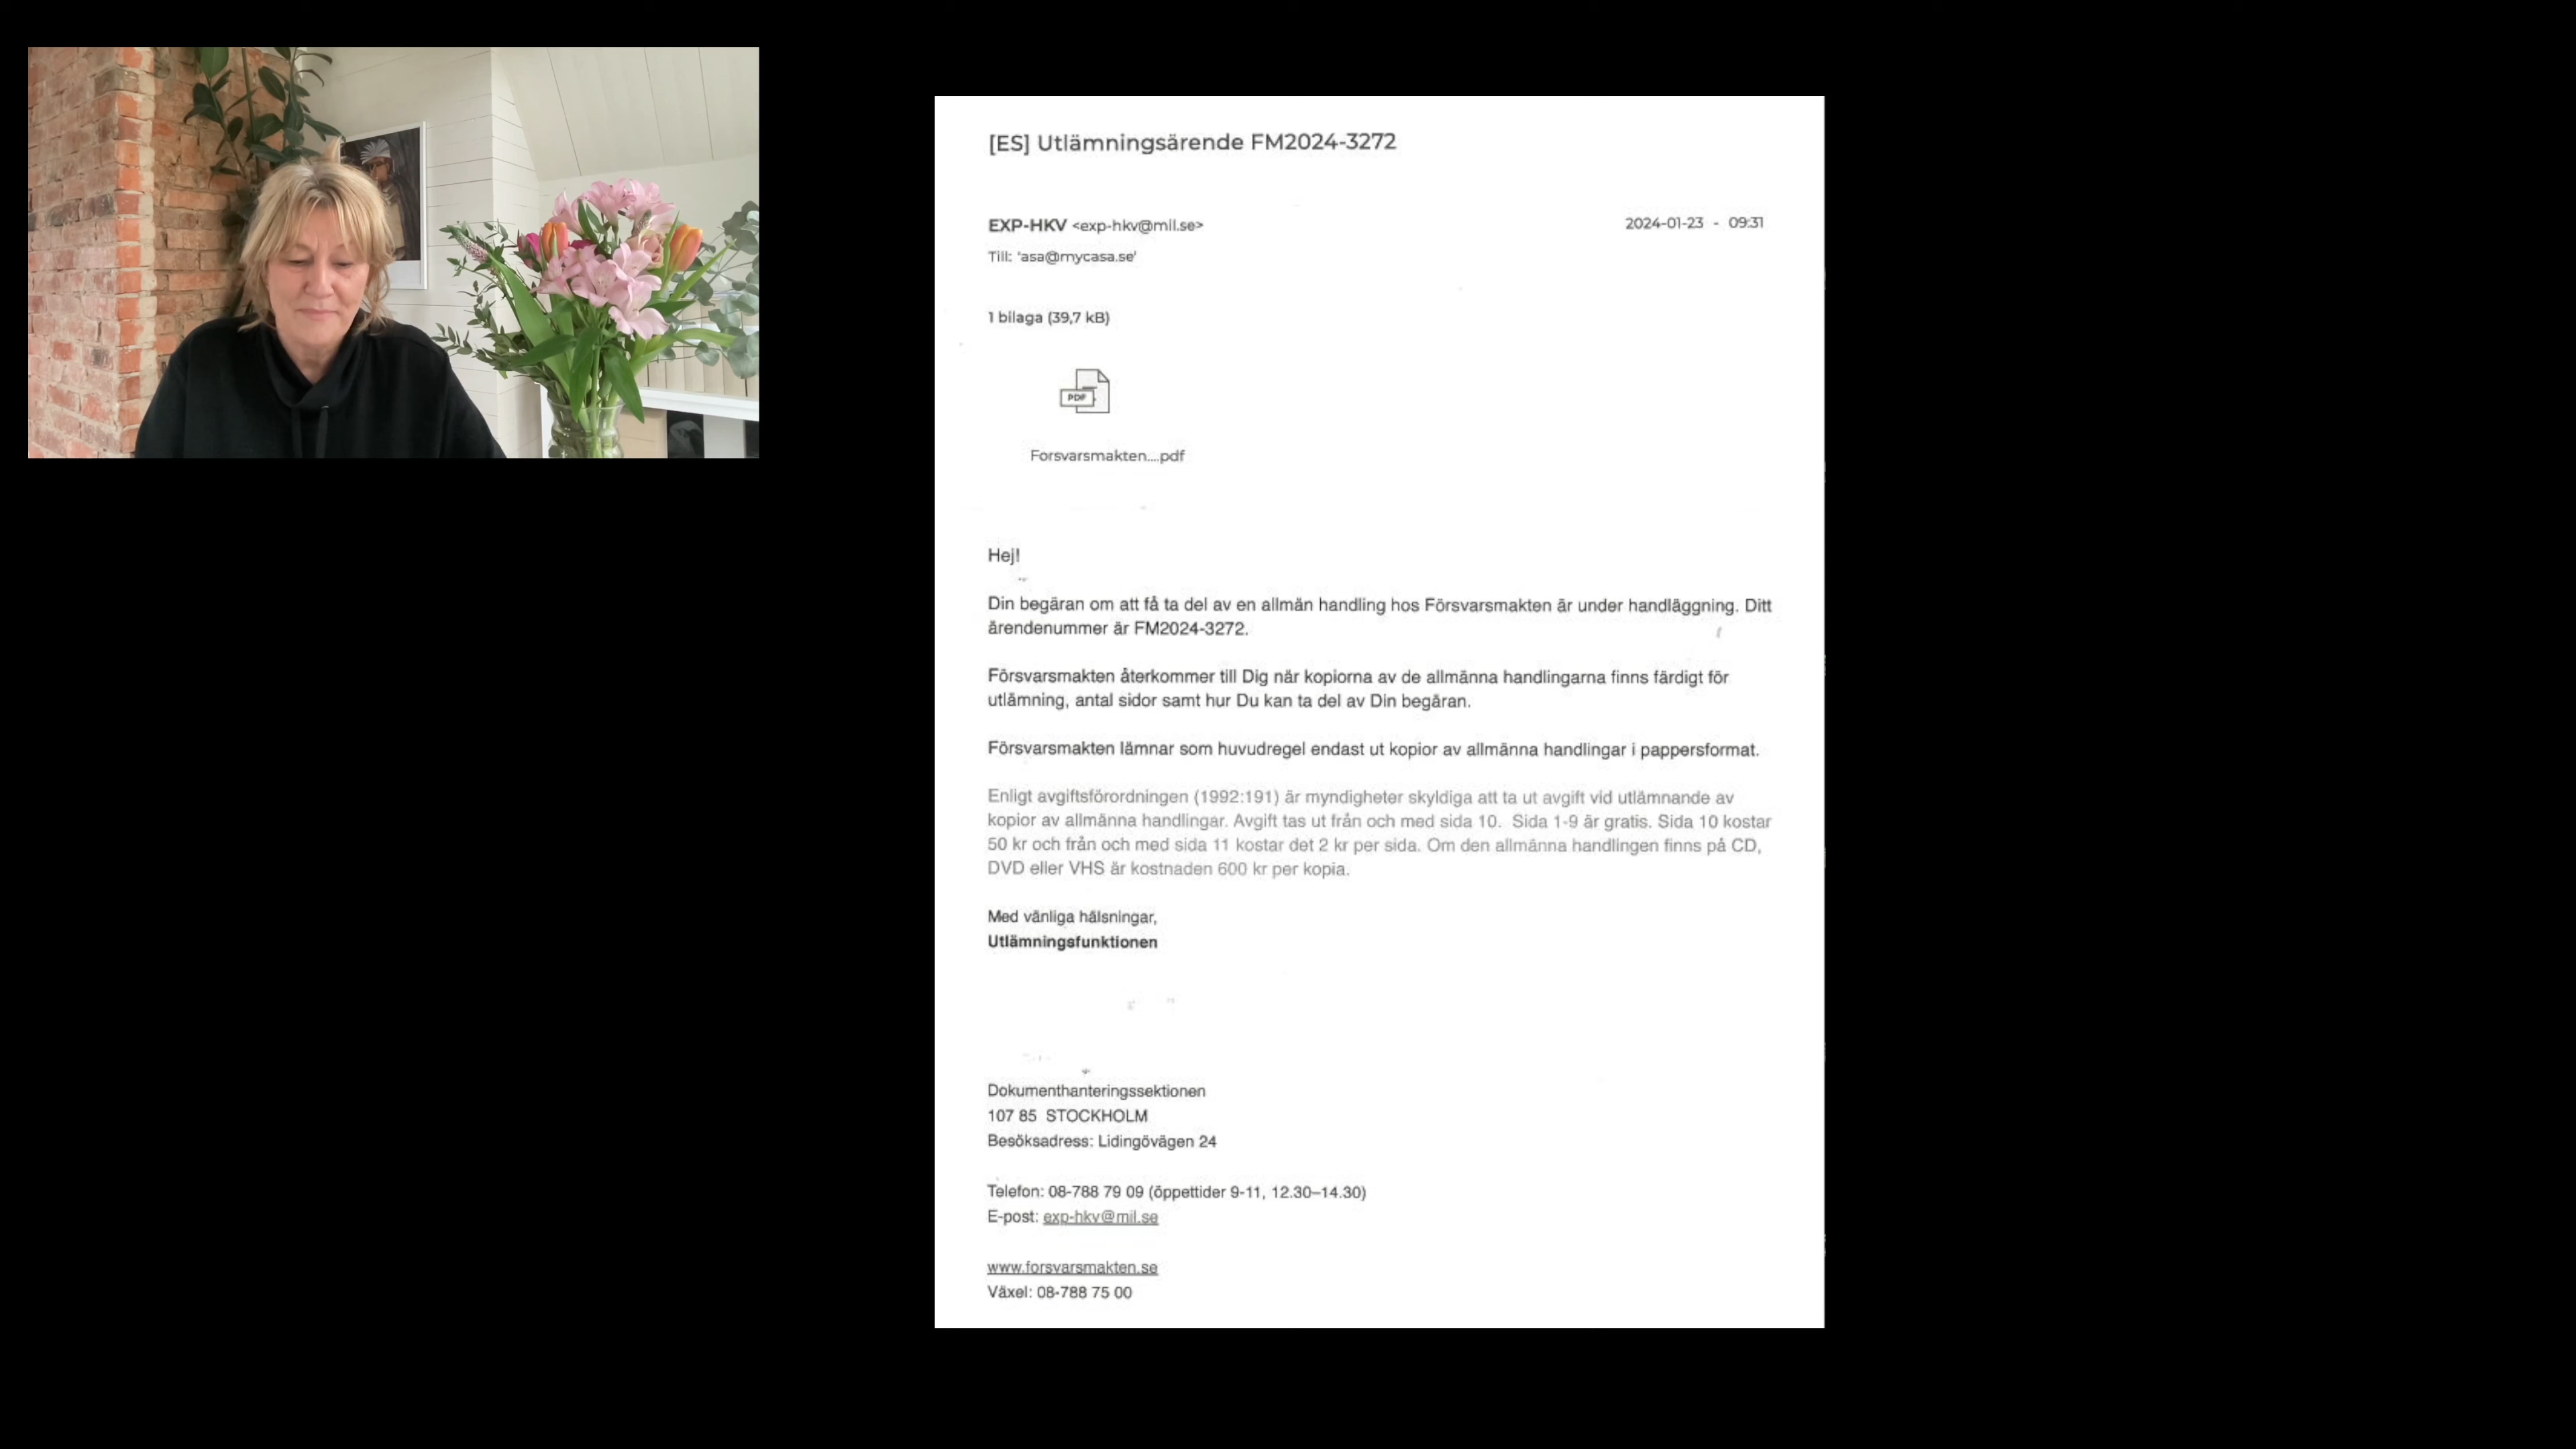 [ES] Utlämningsärende FM2024-3272
EXP-HKV <exp-hkv@mil.se>
2024-01-23 - 09:31
Till: 'asa@mycasa.se'
1 bilaga (39,7 kB)
PDF
Forsvarsmakten....pdf
Hej!
Din begäran om att få ta del av en allmän handling hos Försvarsmakten är under handläggning. Ditt
ärendenummer är FM2024-3272.
Försvarsmakten återkommer till Dig när kopiorna av de allmänna handlingarna finns färdigt för
utlämning, antal sidor samt hur Du kan ta del av Din begäran.
Försvarsmakten lämnar som huvudregel endast ut kopior av allmänna handlingar i pappersformat.
Enligt avgiftsförordningen (1992:191) är myndigheter skyldiga att ta ut avgift vid utlämnande av
kopior av allmänna handlingar. Avgift tas ut från och med sida 10.  Sida 1-9 är gratis. Sida 10 kostar
50 kr och från och med sida 11 kostar det 2 kr per sida. Om den allmänna handlingen finns på CD,
DVD eller VHS är kostnaden 600 kr per kopia.
Med vänliga hälsningar,
Utlämningsfunktionen
Dokumenthanteringssektionen
107 85  STOCKHOLM
Besöksadress: Lidingövägen 24
Telefon: 08-788 79 09 (öppettider 9-11, 12.30–14.30)
E-post: exp-hkv@mil.se
www.forsvarsmakten.se
Växel: 08-788 75 00